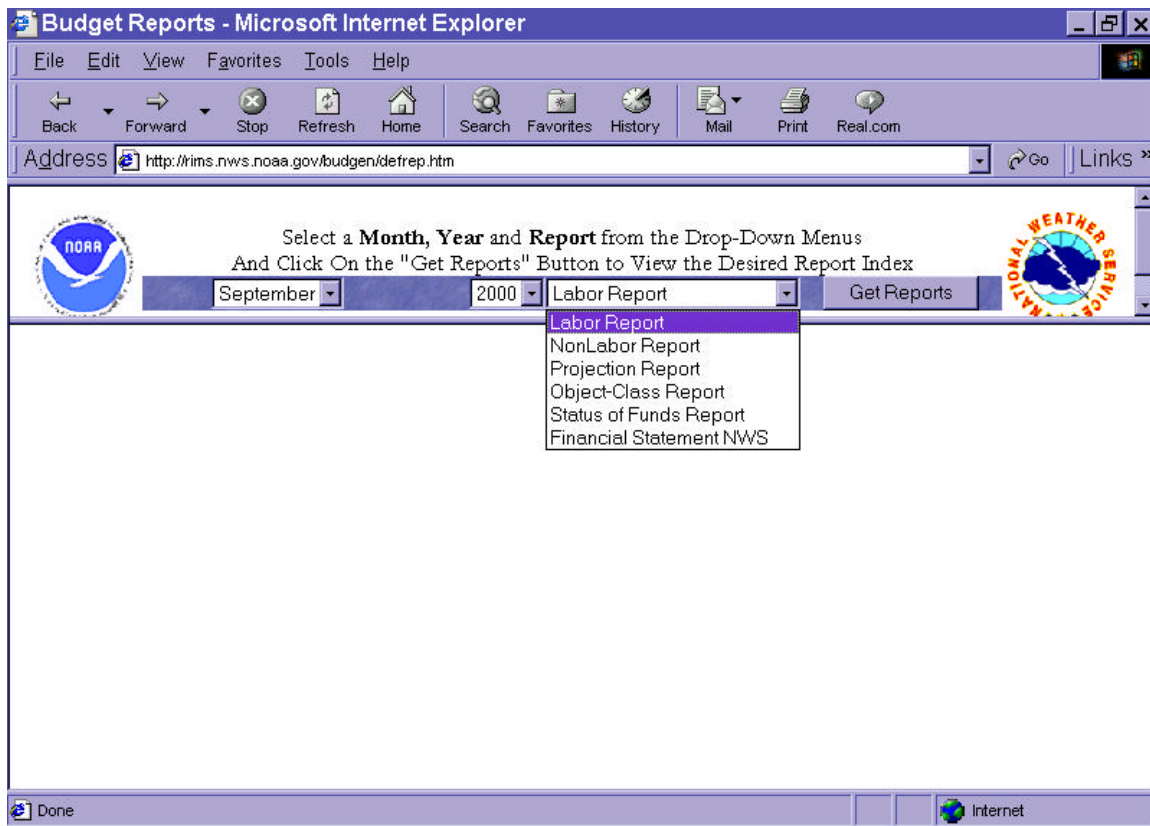 Budget Reports - Microsoft Internet Explorer
File Edit View Favorites Tools Help
Back Forward Stop Refresh Home Search Favorites History Mail Print Real.com
Address http://rims.nws.noaa.gov/budgen/defrep.htm Go Links »
NOAA
Select a Month, Year and Report from the Drop-Down Menus
And Click On the "Get Reports" Button to View the Desired Report Index
September 2000 Labor Report Get Reports
NATIONAL WEATHER SERVICE
Labor Report
NonLabor Report
Projection Report
Object-Class Report
Status of Funds Report
Financial Statement NWS
Done Internet